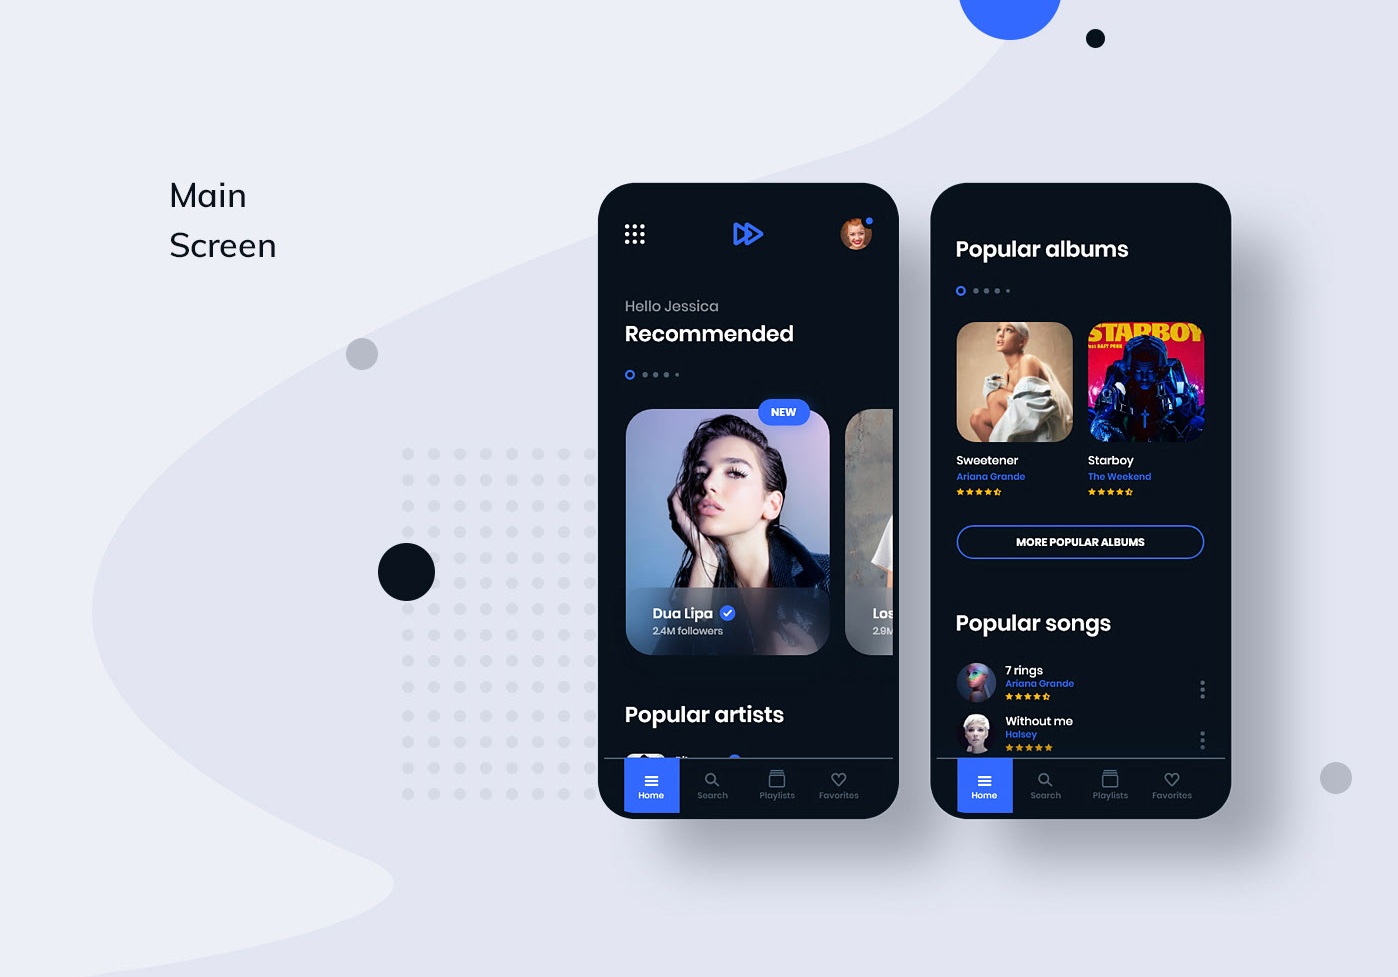 Main
Screen
Hello Jessica
Recommended
NEW
Dua Lipa
2.4M followers
Los
2.9M
Popular artists
Home
Search
Playlists
Favorites
Popular albums
STARBOY
Sweetener
Ariana Grande
Starboy
The Weekend
MORE POPULAR ALBUMS
Popular songs
7 rings
Ariana Grande
Without me
Halsey
Home
Search
Playlists
Favorites